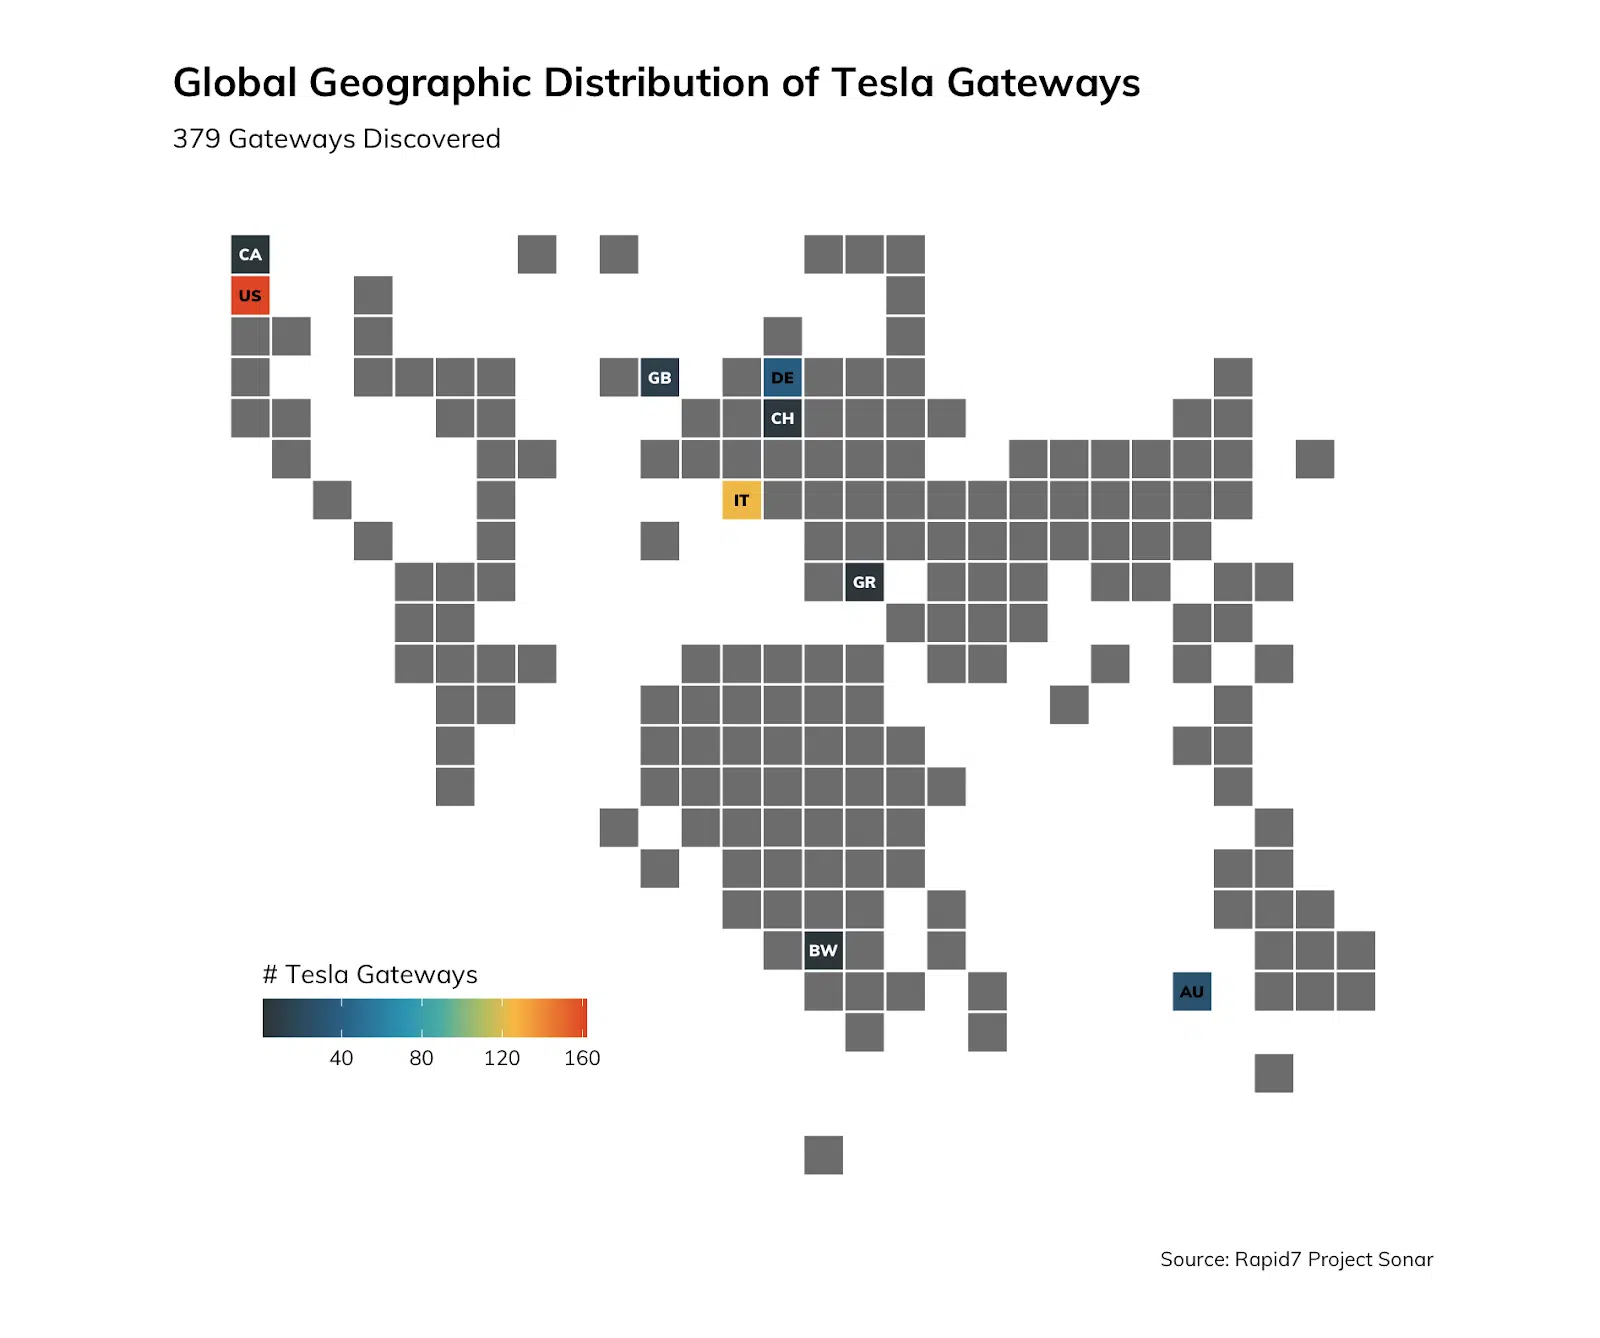 Global Geographic Distribution of Tesla Gateways
379 Gateways Discovered
CA
US
GB
DE
CH
IT
GR
BW
AU
# Tesla Gateways
40 80 120 160
Source: Rapid7 Project Sonar